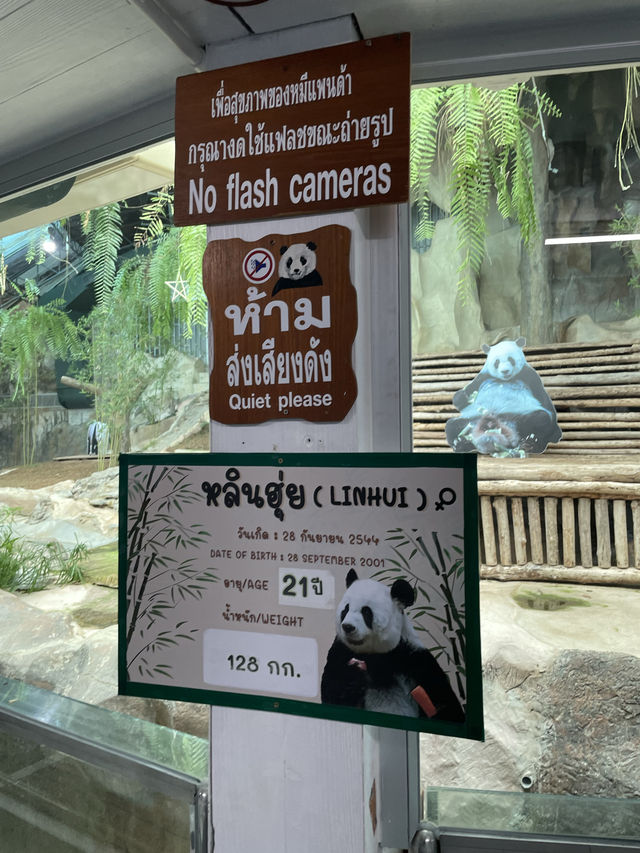 เพื่อสุขภาพของหมีแพนด้า
กรุณางดใช้แฟลชขณะถ่ายรูป
No flash cameras
ห้าม
ส่งเสียงดัง
Quiet please
หลินฮุ่ย (LINHUI) ♀
วันเกิด : 28 กันยายน 2544
DATE OF BIRTH : 28 SEPTEMBER 2001
อายุ/AGE 21 ปี
น้ำหนัก/WEIGHT
128 กก.